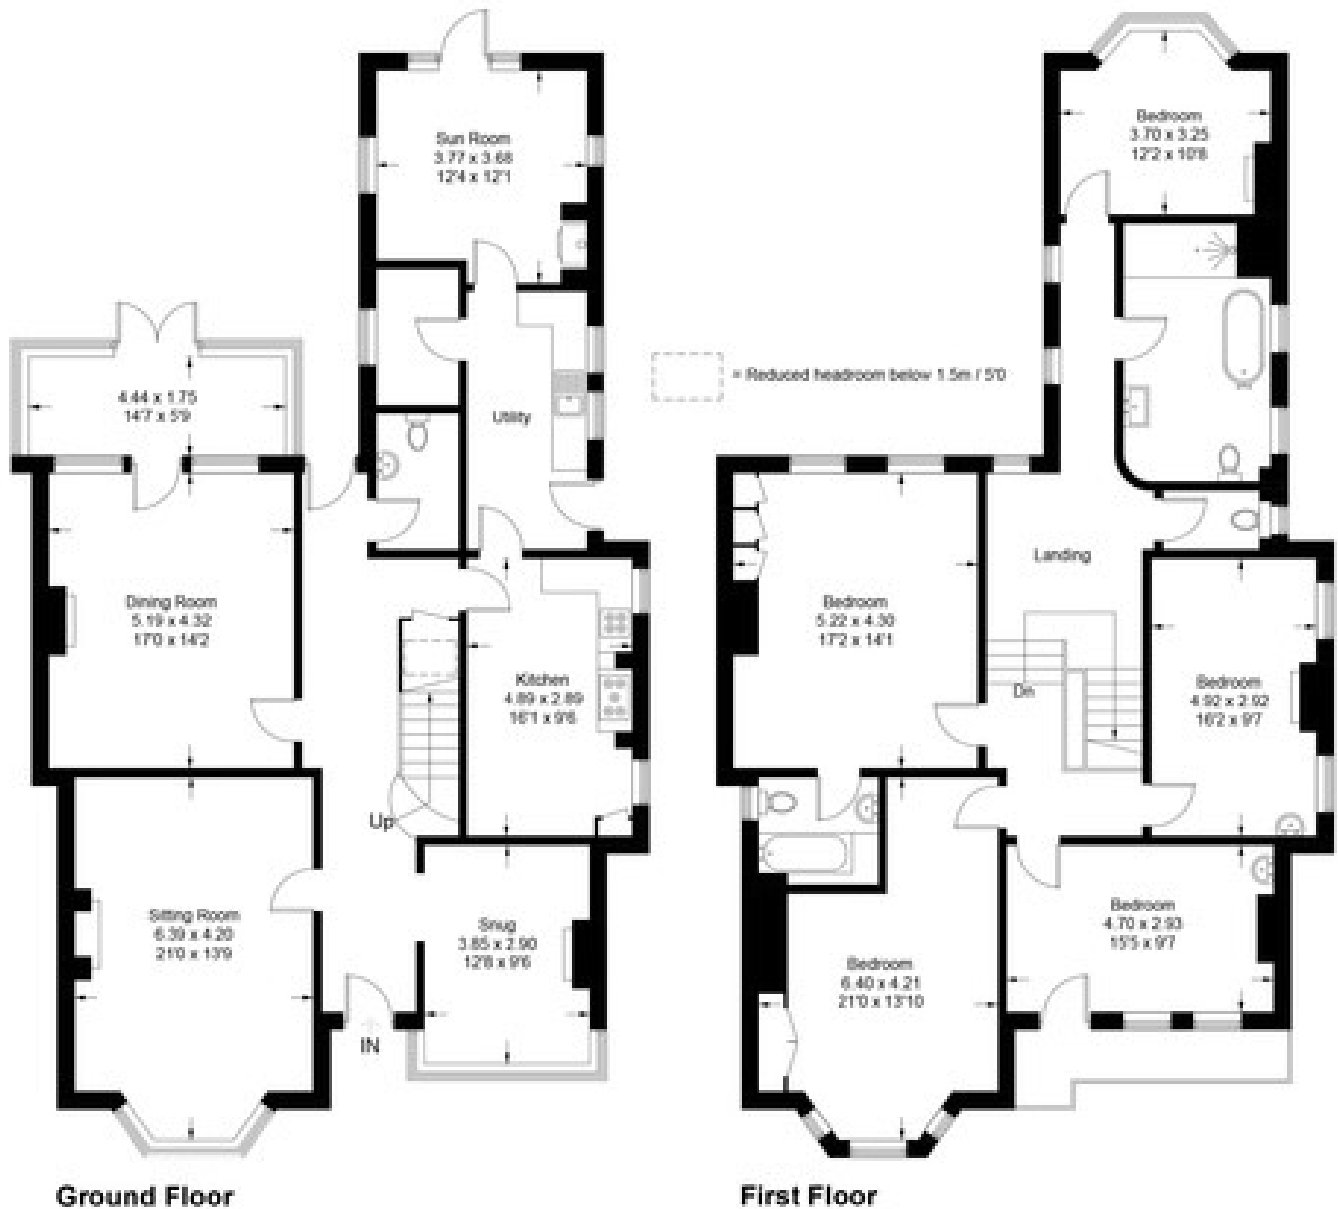 Sun Room
3.77 x 3.68
12'4 x 12'1
4.44 x 1.75
14'7 x 5'9
Utility
Dining Room
5.19 x 4.32
17'0 x 14'2
Kitchen
4.89 x 2.89
16'1 x 9'6
Up
Sitting Room
6.39 x 4.20
21'0 x 13'9
Snug
3.85 x 2.90
12'8 x 9'6
IN
Ground Floor
= Reduced headroom below 1.5m / 5'0
Bedroom
3.70 x 3.25
12'2 x 10'8
Landing
Bedroom
5.22 x 4.30
17'2 x 14'1
Dn
Bedroom
4.92 x 2.92
16'2 x 9'7
Bedroom
4.70 x 2.93
15'5 x 9'7
Bedroom
6.40 x 4.21
21'0 x 13'10
First Floor